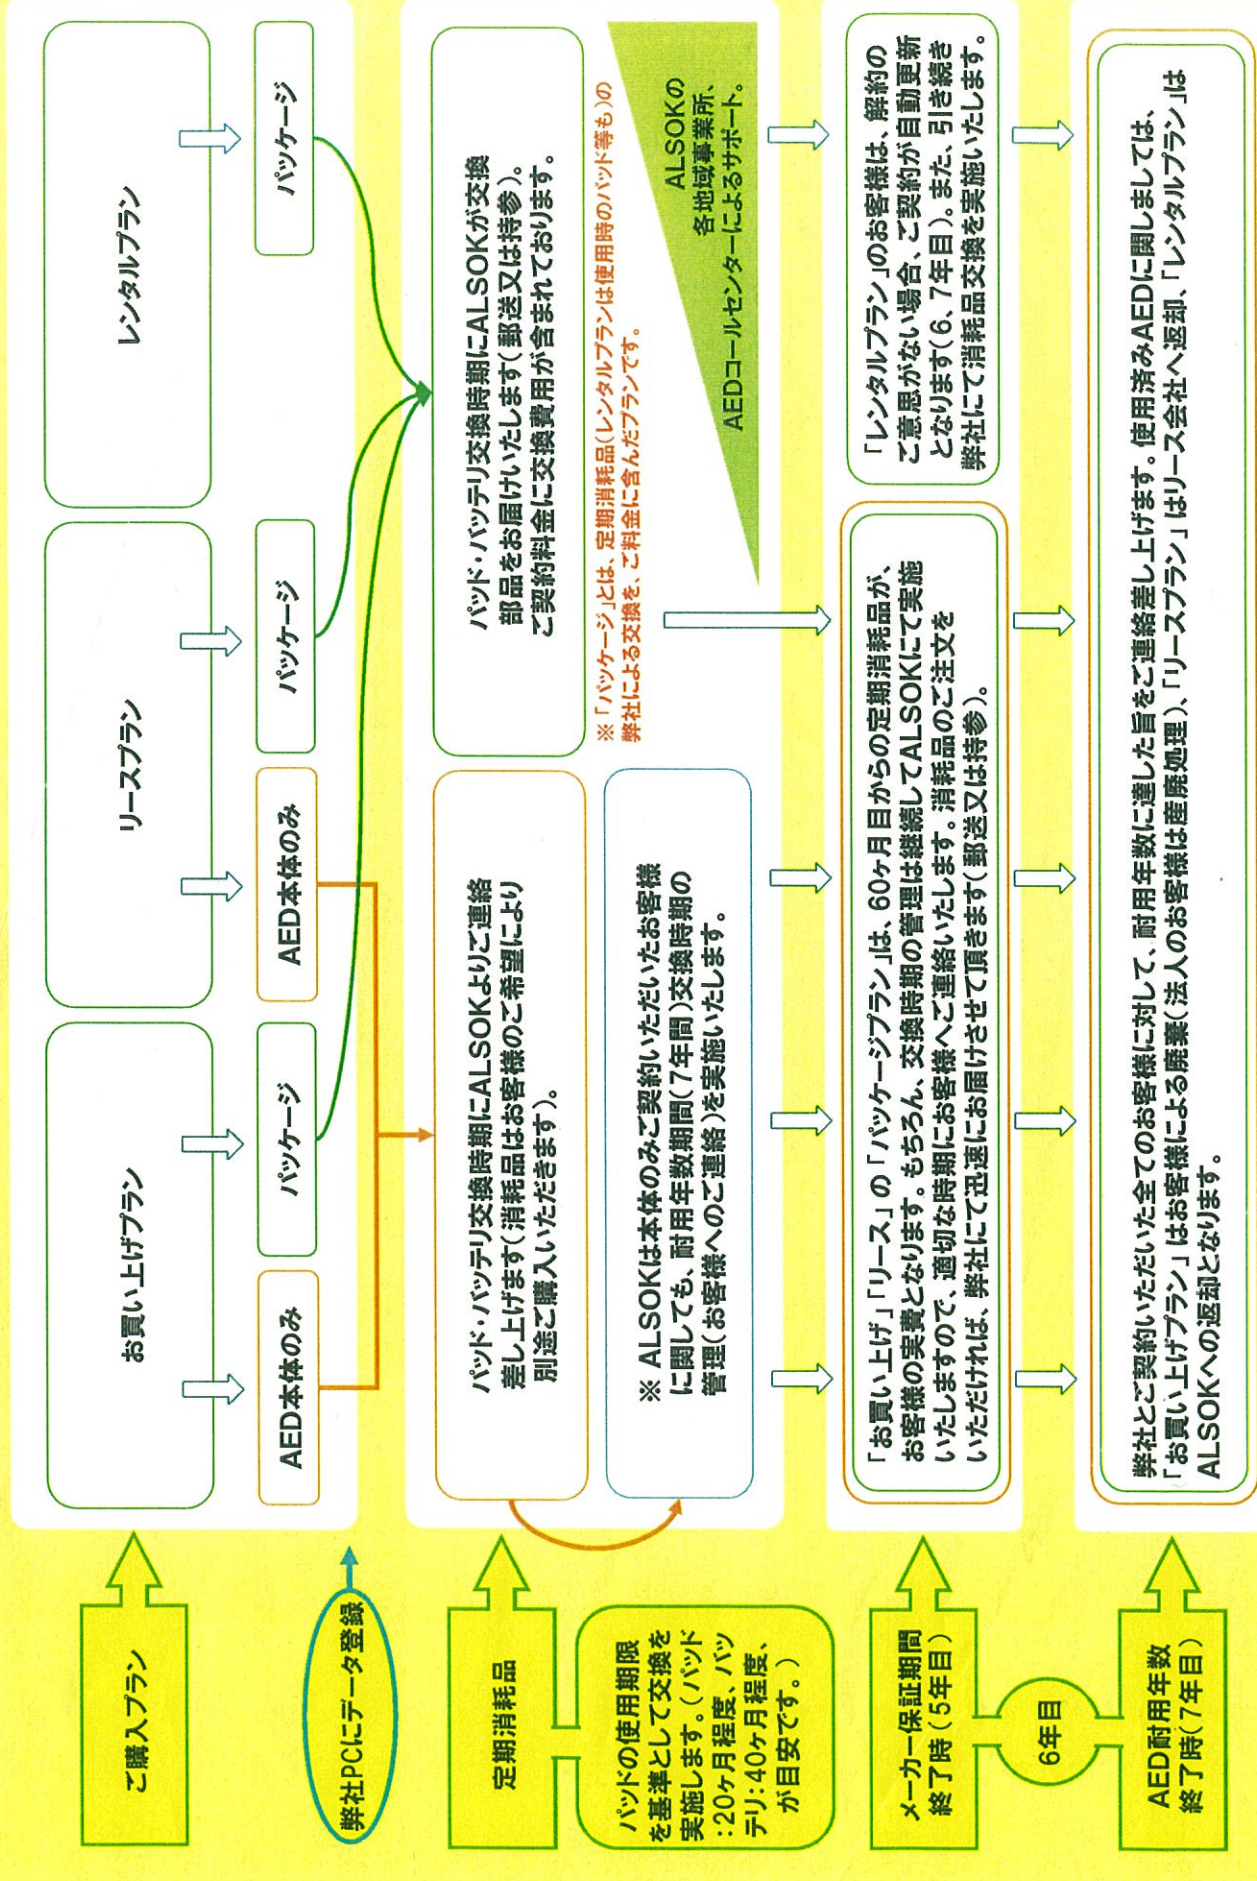 ご購入プラン
お買い上げプラン
リースプラン
レンタルプラン
弊社PCにデータ登録
AED本体のみ
パッケージ
AED本体のみ
パッケージ
パッケージ
定期消耗品
パッドの使用期限
を基準として交換を
実施します。(パッド
:20ヶ月程度、バッ
テリ:40ヶ月程度、
が目安です。)
パッド・バッテリ交換時期にALSOKよりご連絡
差し上げます(消耗品はお客様のご希望により
別途ご購入いただきます)。
※ ALSOKは本体のみご契約いただいたお客様
に関しても、耐用年数期間(7年間)交換時期の
管理(お客様へのご連絡)を実施いたします。
パッド・バッテリ交換時期にALSOKが交換
部品をお届けいたします(郵送又は持参)。
ご契約料金に交換費用が含まれております。
※「パッケージ」とは、定期消耗品(レンタルプランは使用時のパッド等も)の
弊社による交換を、ご料金に含んだプランです。
ALSOKの
各地域事業所、
AEDコールセンターによるサポート。
メーカー保証期間
終了時(5年目)
「お買い上げ」「リース」の「パッケージプラン」は、60ヶ月目からの定期消耗品が、
お客様の実費となります。もちろん、交換時期の管理は継続してALSOKにて実施
いたしますので、適切な時期にお客様へご連絡いたします。消耗品のご注文を
いただければ、弊社にて迅速にお届けさせて頂きます(郵送又は持参)。
「レンタルプラン」のお客様は、解約の
ご意思がない場合、ご契約が自動更新
となります(6、7年目)。また、引き続き
弊社にて消耗品交換を実施いたします。
6年目
AED耐用年数
終了時(7年目)
弊社とご契約いただいた全てのお客様に対して、耐用年数に達した旨をご連絡差し上げます。使用済みAEDに関しましては、
「お買い上げプラン」はお客様による廃棄(法人のお客様は産廃処理)、「リースプラン」はリース会社へ返却、「レンタルプラン」は
ALSOKへの返却となります。